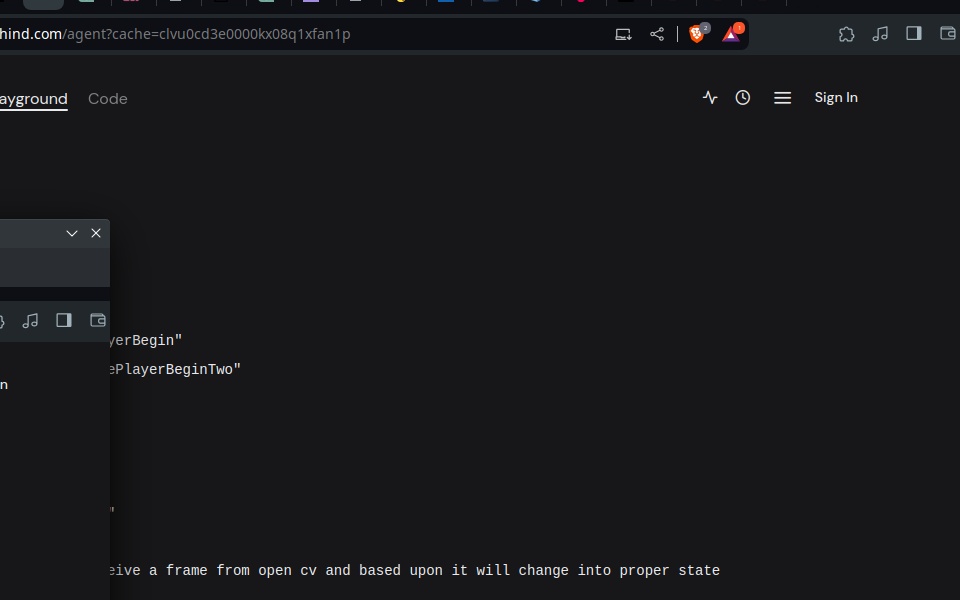 hind.com/agent?cache=clvu0cd3e0000kx08q1xfan1p
2
ayground Code Sign In
yerBegin"
ePlayerBeginTwo"
n
"
eive a frame from open cv and based upon it will change into proper state